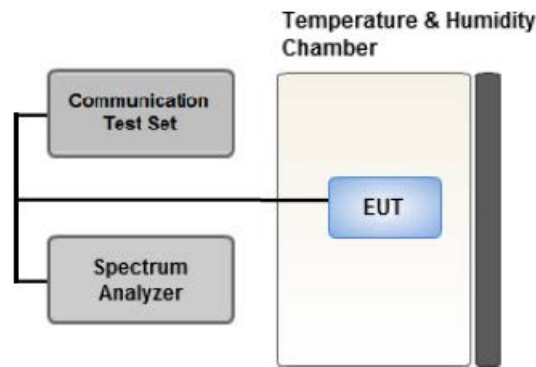 Temperature & Humidity
Chamber
Communication
Test Set
EUT
Spectrum
Analyzer